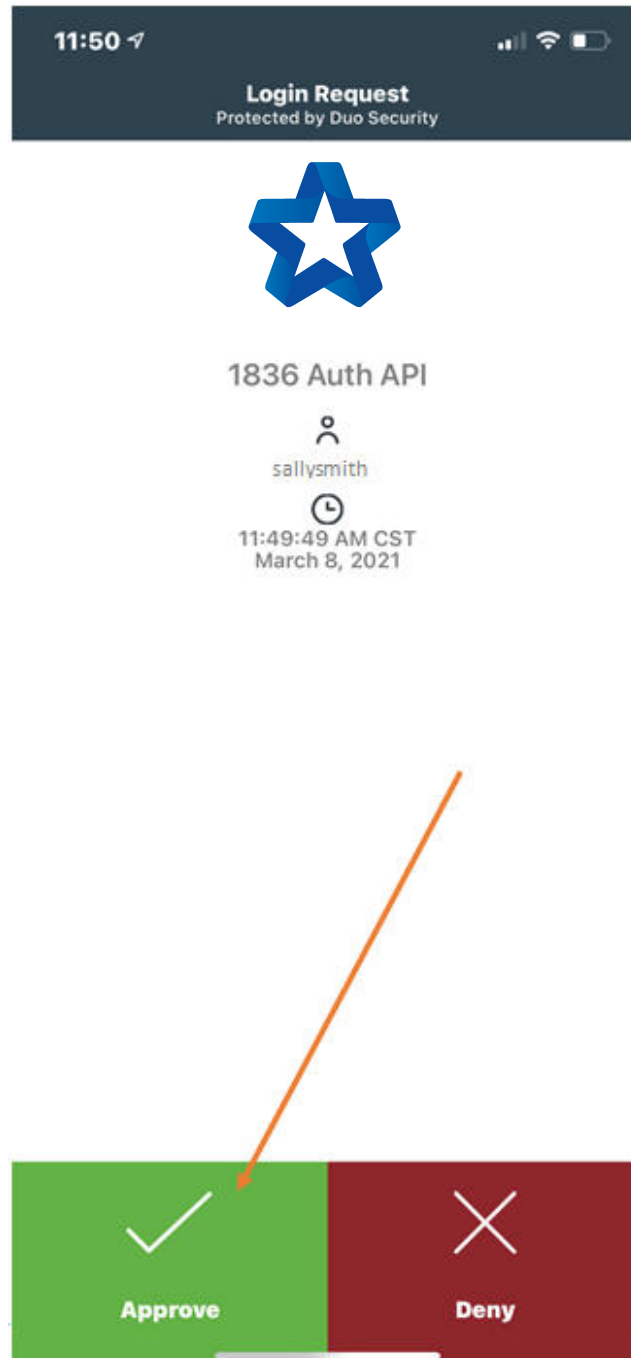 11:50
Login Request
Protected by Duo Security
1836 Auth API
sallysmith
11:49:49 AM CST
March 8, 2021
Approve
Deny